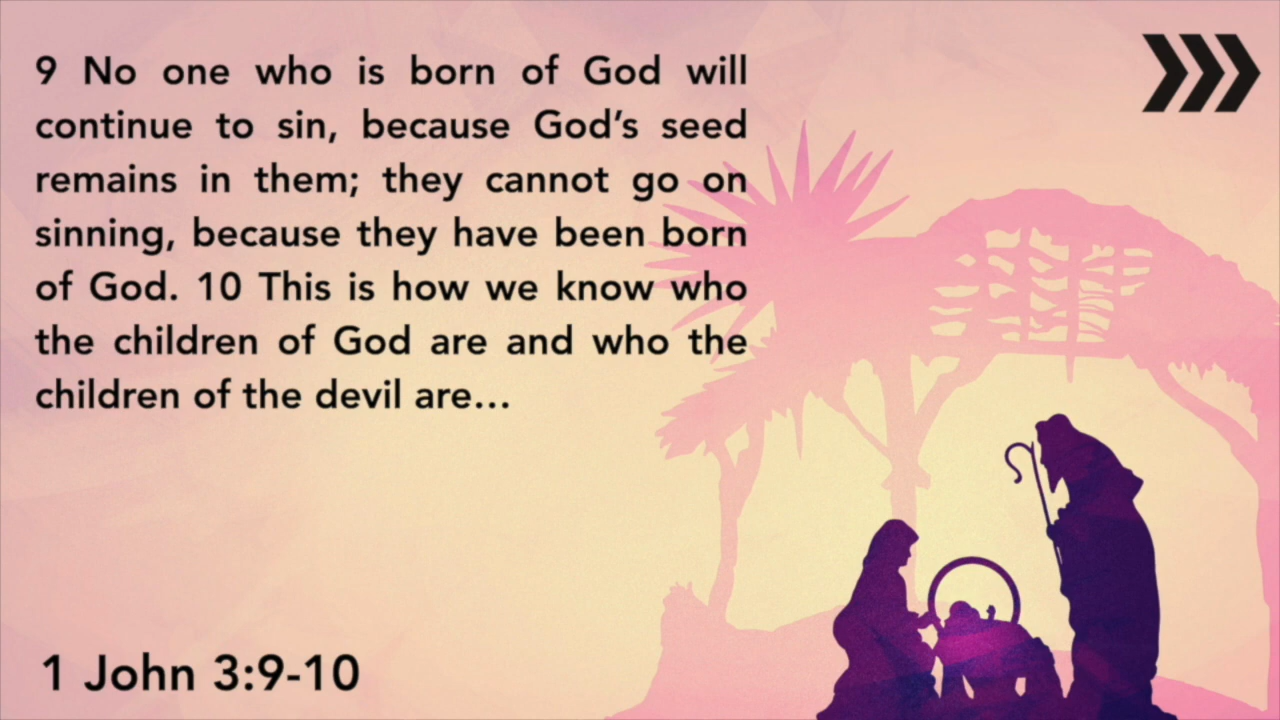 9 No one who is born of God will
continue to sin, because God’s seed
remains in them; they cannot go on
sinning, because they have been born
of God. 10 This is how we know who
the children of God are and who the
children of the devil are…
1 John 3:9-10